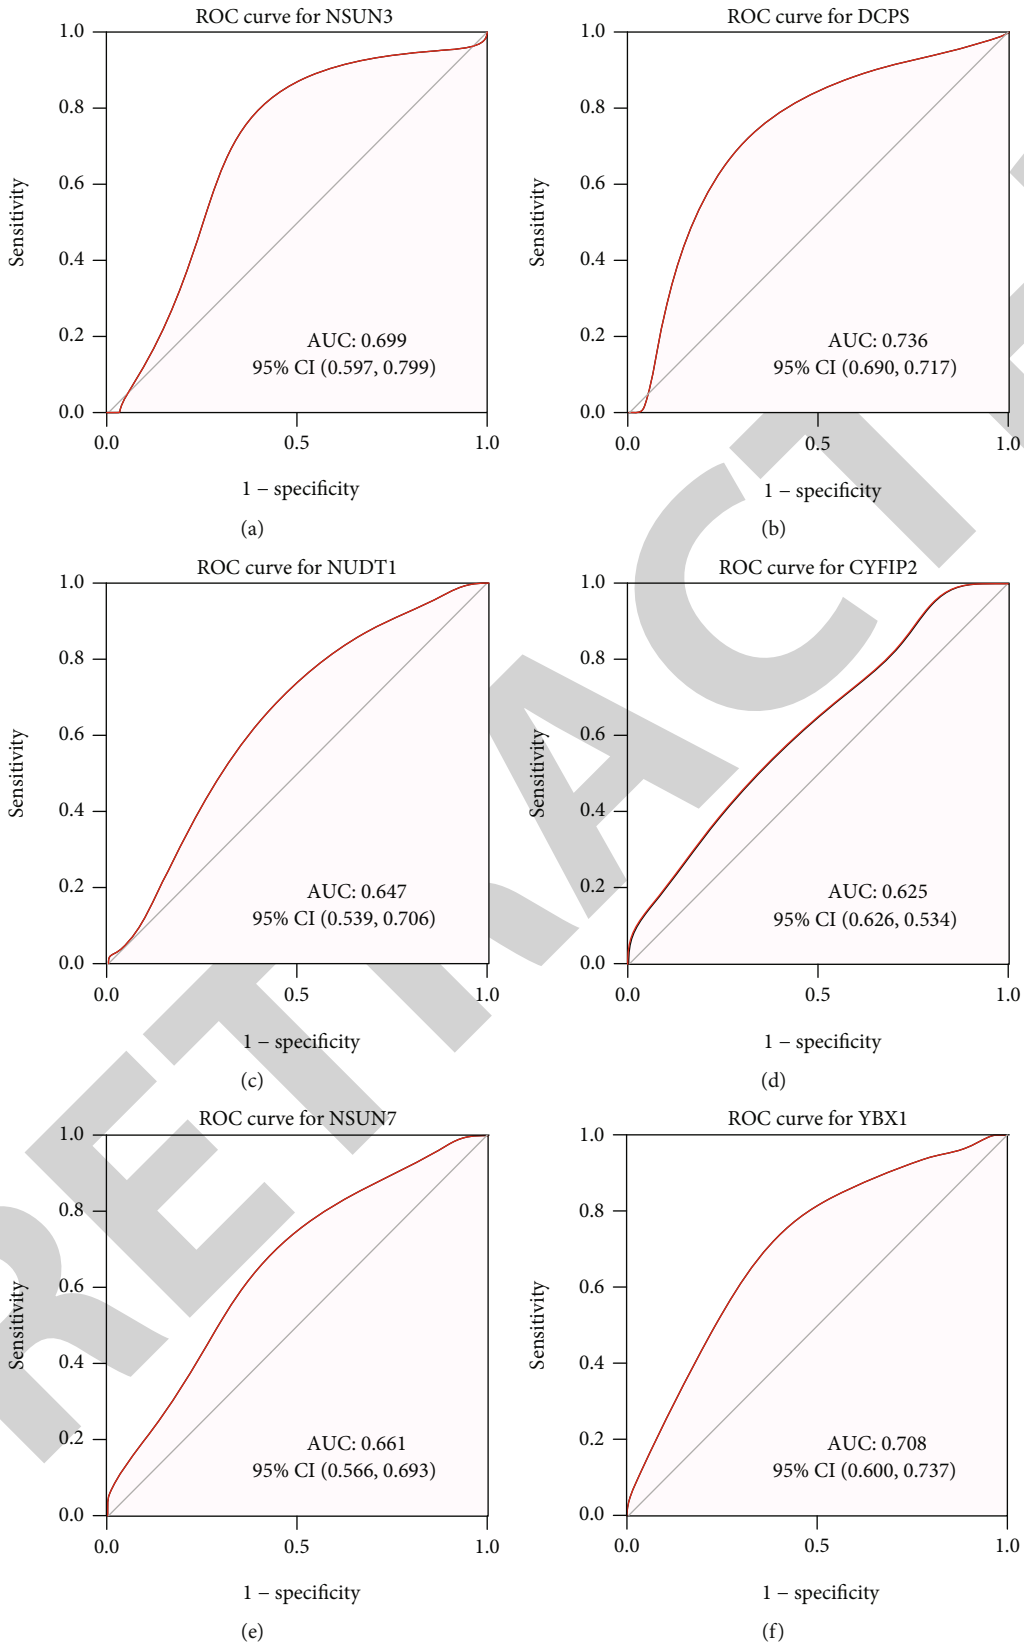 ROC curve for NSUN3
1.0
0.8
0.6
0.4
0.2
0.0
Sensitivity
AUC: 0.699
95% CI (0.597, 0.799)
0.0 0.5 1.0
1 − specificity
(a)
ROC curve for DCPS
1.0
0.8
0.6
0.4
0.2
0.0
Sensitivity
AUC: 0.736
95% CI (0.690, 0.717)
0.0 0.5 1.0
1 − specificity
(b)
ROC curve for NUDT1
1.0
0.8
0.6
0.4
0.2
0.0
Sensitivity
AUC: 0.647
95% CI (0.539, 0.706)
0.0 0.5 1.0
1 − specificity
(c)
ROC curve for CYFIP2
1.0
0.8
0.6
0.4
0.2
0.0
Sensitivity
AUC: 0.625
95% CI (0.626, 0.534)
0.0 0.5 1.0
1 − specificity
(d)
ROC curve for NSUN7
1.0
0.8
0.6
0.4
0.2
0.0
Sensitivity
AUC: 0.661
95% CI (0.566, 0.693)
0.0 0.5 1.0
1 − specificity
(e)
ROC curve for YBX1
1.0
0.8
0.6
0.4
0.2
0.0
Sensitivity
AUC: 0.708
95% CI (0.600, 0.737)
0.0 0.5 1.0
1 − specificity
(f)
RETRACTE